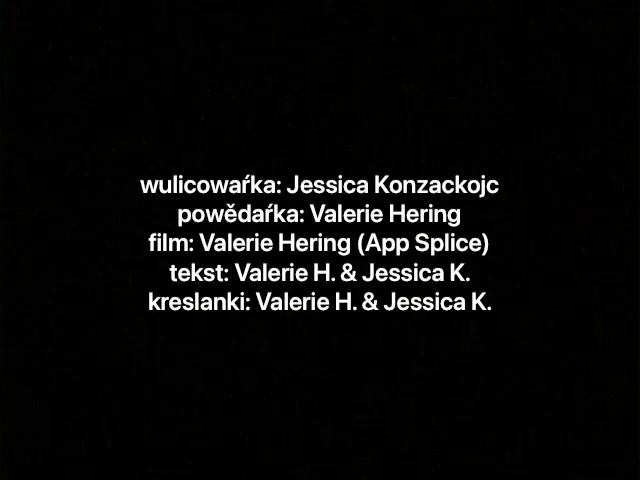 wulicowaŕka: Jessica Konzackojc
powědaŕka: Valerie Hering
film: Valerie Hering (App Splice)
tekst: Valerie H. & Jessica K.
kreslanki: Valerie H. & Jessica K.